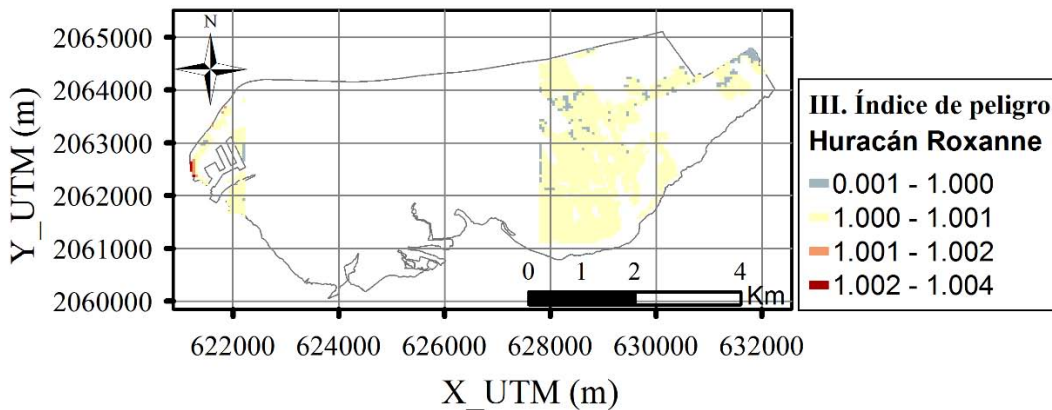 N
2065000
2064000
2063000
2062000
2061000
2060000
Y_UTM (m)
0 1 2 4
Km
622000 624000 626000 628000 630000 632000
X_UTM (m)
III. Índice de peligro
Huracán Roxanne
0.001 - 1.000
1.000 - 1.001
1.001 - 1.002
1.002 - 1.004